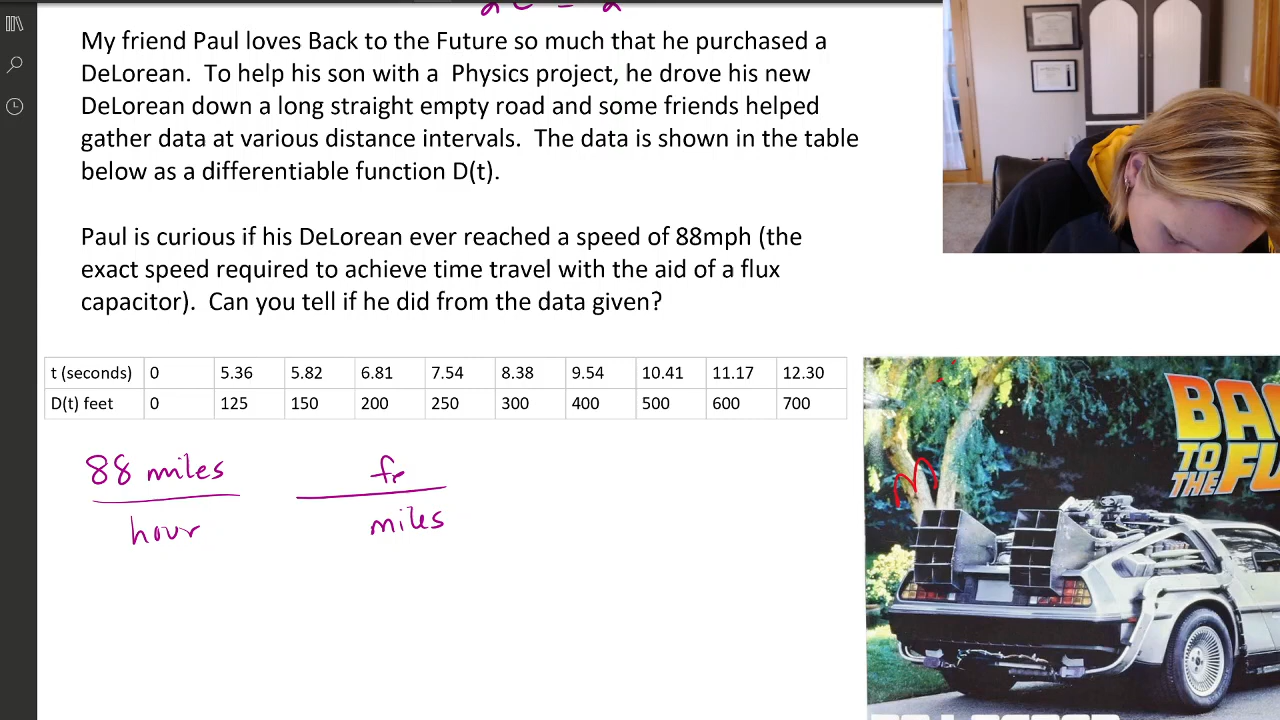 My friend Paul loves Back to the Future so much that he purchased a
DeLorean. To help his son with a Physics project, he drove his new
DeLorean down a long straight empty road and some friends helped
gather data at various distance intervals. The data is shown in the table
below as a differentiable function D(t).
Paul is curious if his DeLorean ever reached a speed of 88mph (the
exact speed required to achieve time travel with the aid of a flux
capacitor). Can you tell if he did from the data given?
t (seconds) 0 5.36 5.82 6.81 7.54 8.38 9.54 10.41 11.17 12.30
D(t) feet 0 125 150 200 250 300 400 500 600 700
88 miles
hour
miles
TO
THE